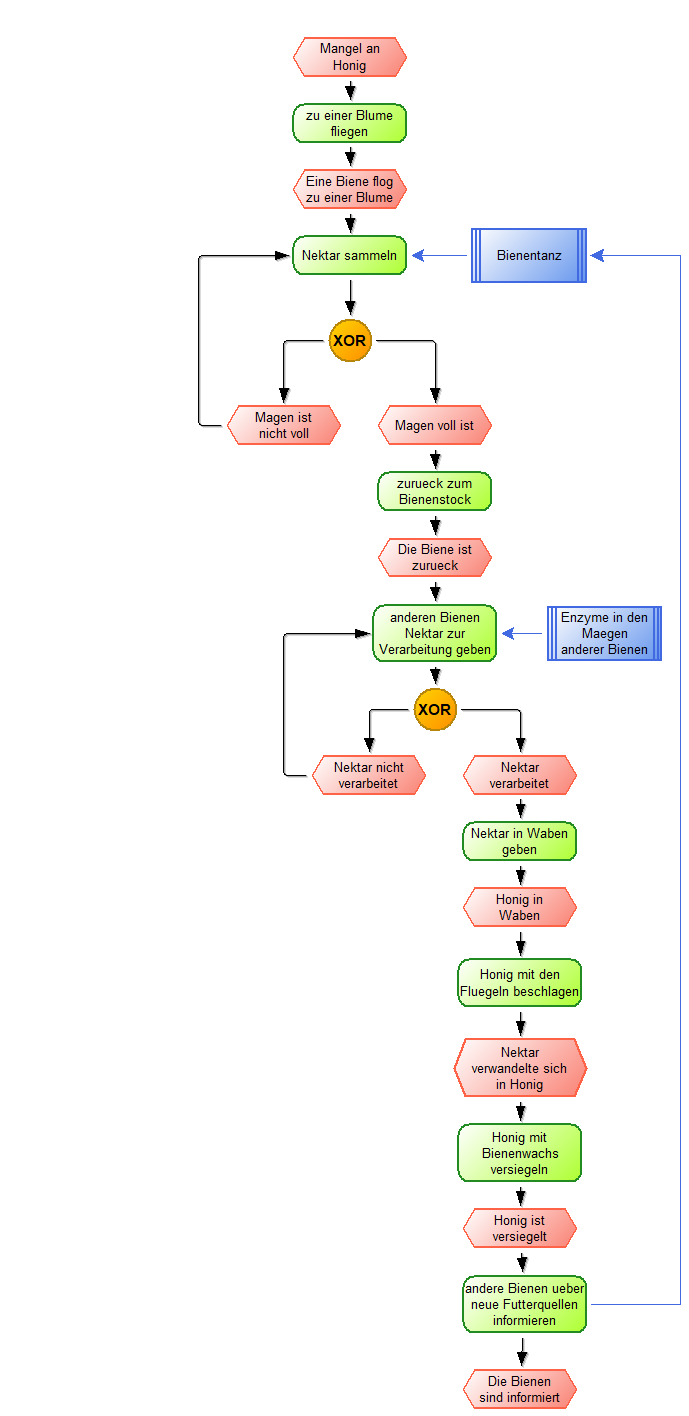 Mangel an
Honig
zu einer Blume
fliegen
Eine Biene flog
zu einer Blume
Nektar sammeln
Bienentanz
XOR
Magen ist
nicht voll
Magen voll ist
zurueck zum
Bienenstock
Die Biene ist
zurueck
anderen Bienen
Nektar zur
Verarbeitung geben
Enzyme in den
Maegen
anderer Bienen
XOR
Nektar nicht
verarbeitet
Nektar
verarbeitet
Nektar in Waben
geben
Honig in
Waben
Honig mit den
Fluegeln beschlagen
Nektar
verwandelte sich
in Honig
Honig mit
Bienenwachs
versiegeln
Honig ist
versiegelt
andere Bienen ueber
neue Futterquellen
informieren
Die Bienen
sind informiert